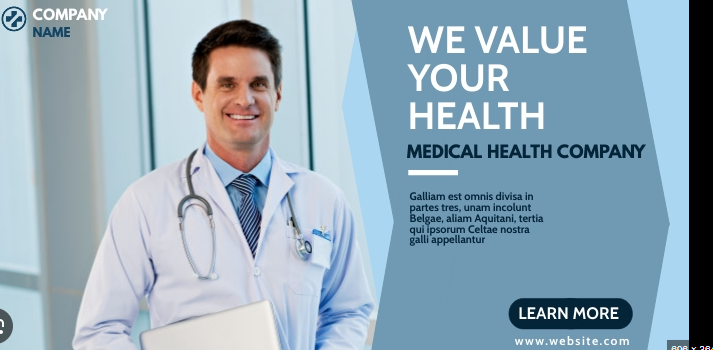 COMPANY
NAME
WE VALUE
YOUR
HEALTH
MEDICAL HEALTH COMPANY
Galliam est omnis divisa in
partes tres, unam incolunt
Belgae, aliam Aquitani, tertia
qui ipsorum Celtae nostra
galli appellantur
LEARN MORE
www.website.com